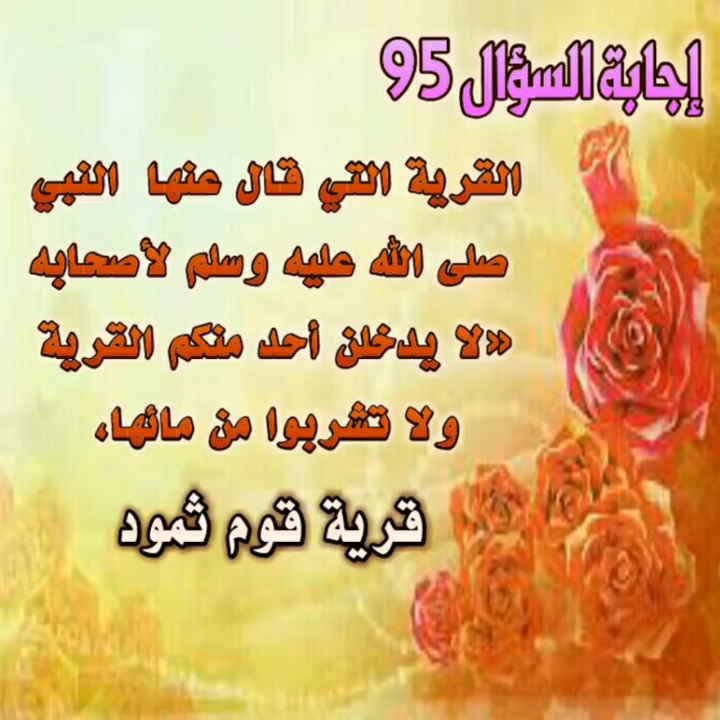 إجابة السؤال 95
القرية التي قال عنها النبي
صلى الله عليه وسلم لأصحابه
«لا يدخلن أحد منكم القرية
ولا تشربوا من مائها،
قرية قوم ثمود